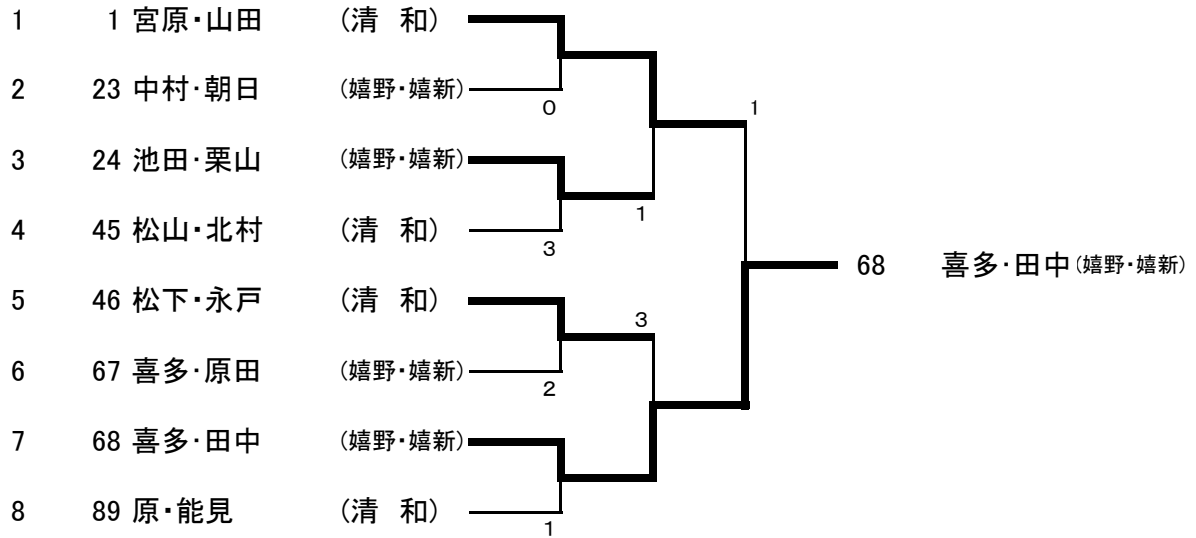 1 1 宮原・山田 (清 和)
1
2 23 中村・朝日 (嬉野・嬉新)
0
3 24 池田・栗山 (嬉野・嬉新)
1
4 45 松山・北村 (清 和)
3
68 喜多・田中(嬉野・嬉新)
5 46 松下・永戸 (清 和)
3
6 67 喜多・原田 (嬉野・嬉新)
2
7 68 喜多・田中 (嬉野・嬉新)
8 89 原・能見 (清 和)
1